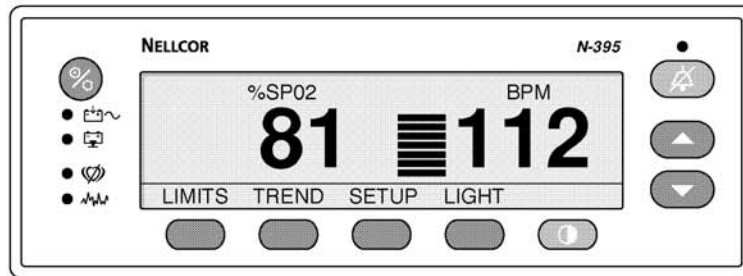 NELLCOR
N-395
%SP02 BPM
81 112
LIMITS TREND SETUP LIGHT